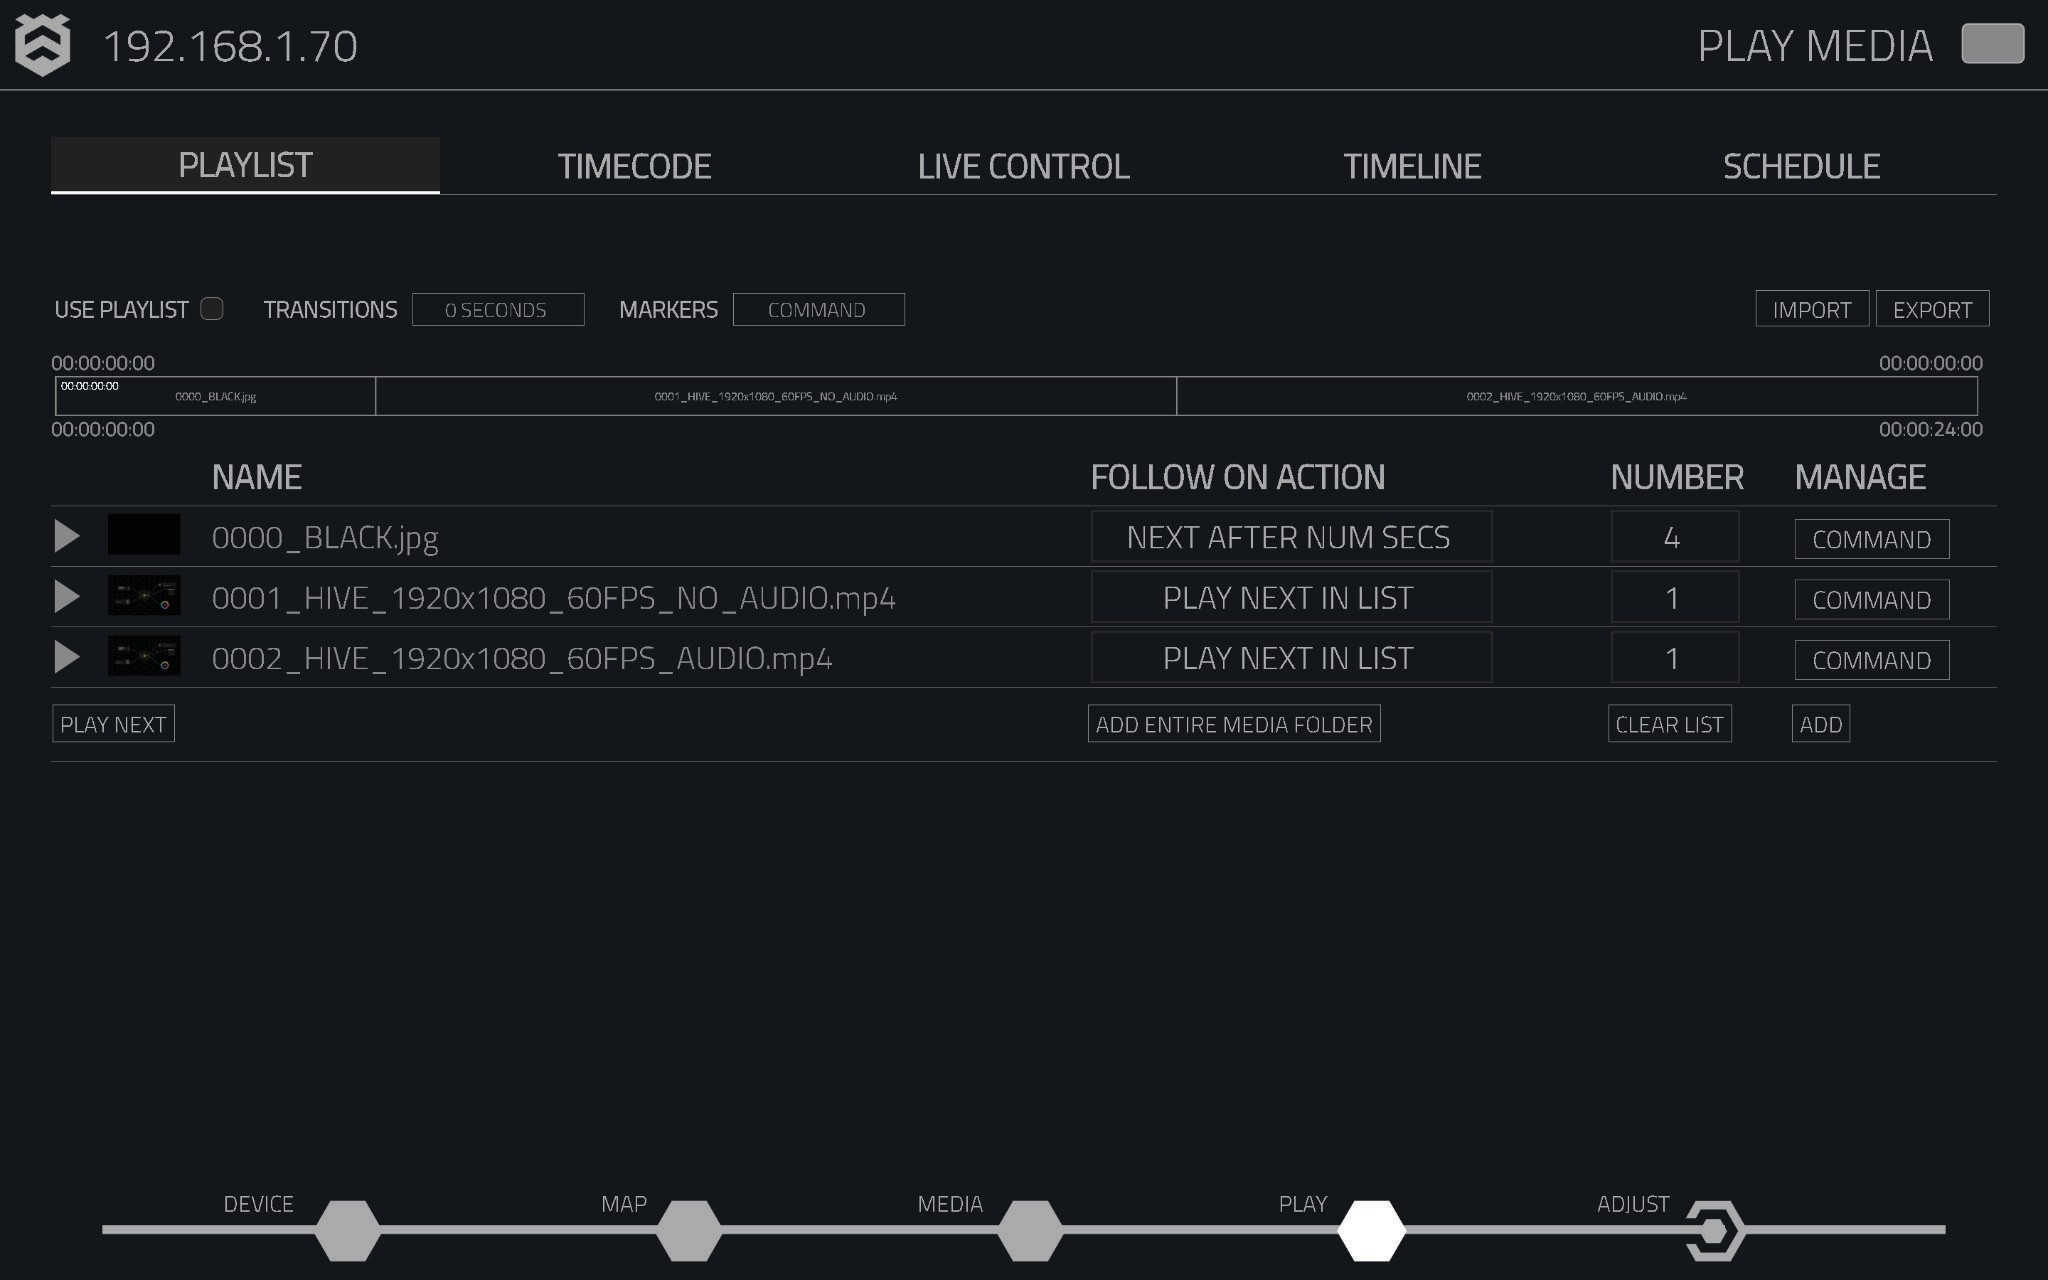 192.168.1.70 PLAY MEDIA
PLAYLIST TIMECODE LIVE CONTROL TIMELINE SCHEDULE
USE PLAYLIST TRANSITIONS 0 SECONDS MARKERS COMMAND IMPORT EXPORT
00:00:00:00 00:00:00:00
00:00:00:00 0000_BLACK.jpg 0001_HIVE_1920x1080_60FPS_NO_AUDIO.mp4 0002_HIVE_1920x1080_60FPS_AUDIO.mp4
00:00:00:00 00:00:24:00
NAME FOLLOW ON ACTION NUMBER MANAGE
0000_BLACK.jpg NEXT AFTER NUM SECS 4 COMMAND
0001_HIVE_1920x1080_60FPS_NO_AUDIO.mp4 PLAY NEXT IN LIST 1 COMMAND
0002_HIVE_1920x1080_60FPS_AUDIO.mp4 PLAY NEXT IN LIST 1 COMMAND
PLAY NEXT ADD ENTIRE MEDIA FOLDER CLEAR LIST ADD
DEVICE MAP MEDIA PLAY ADJUST